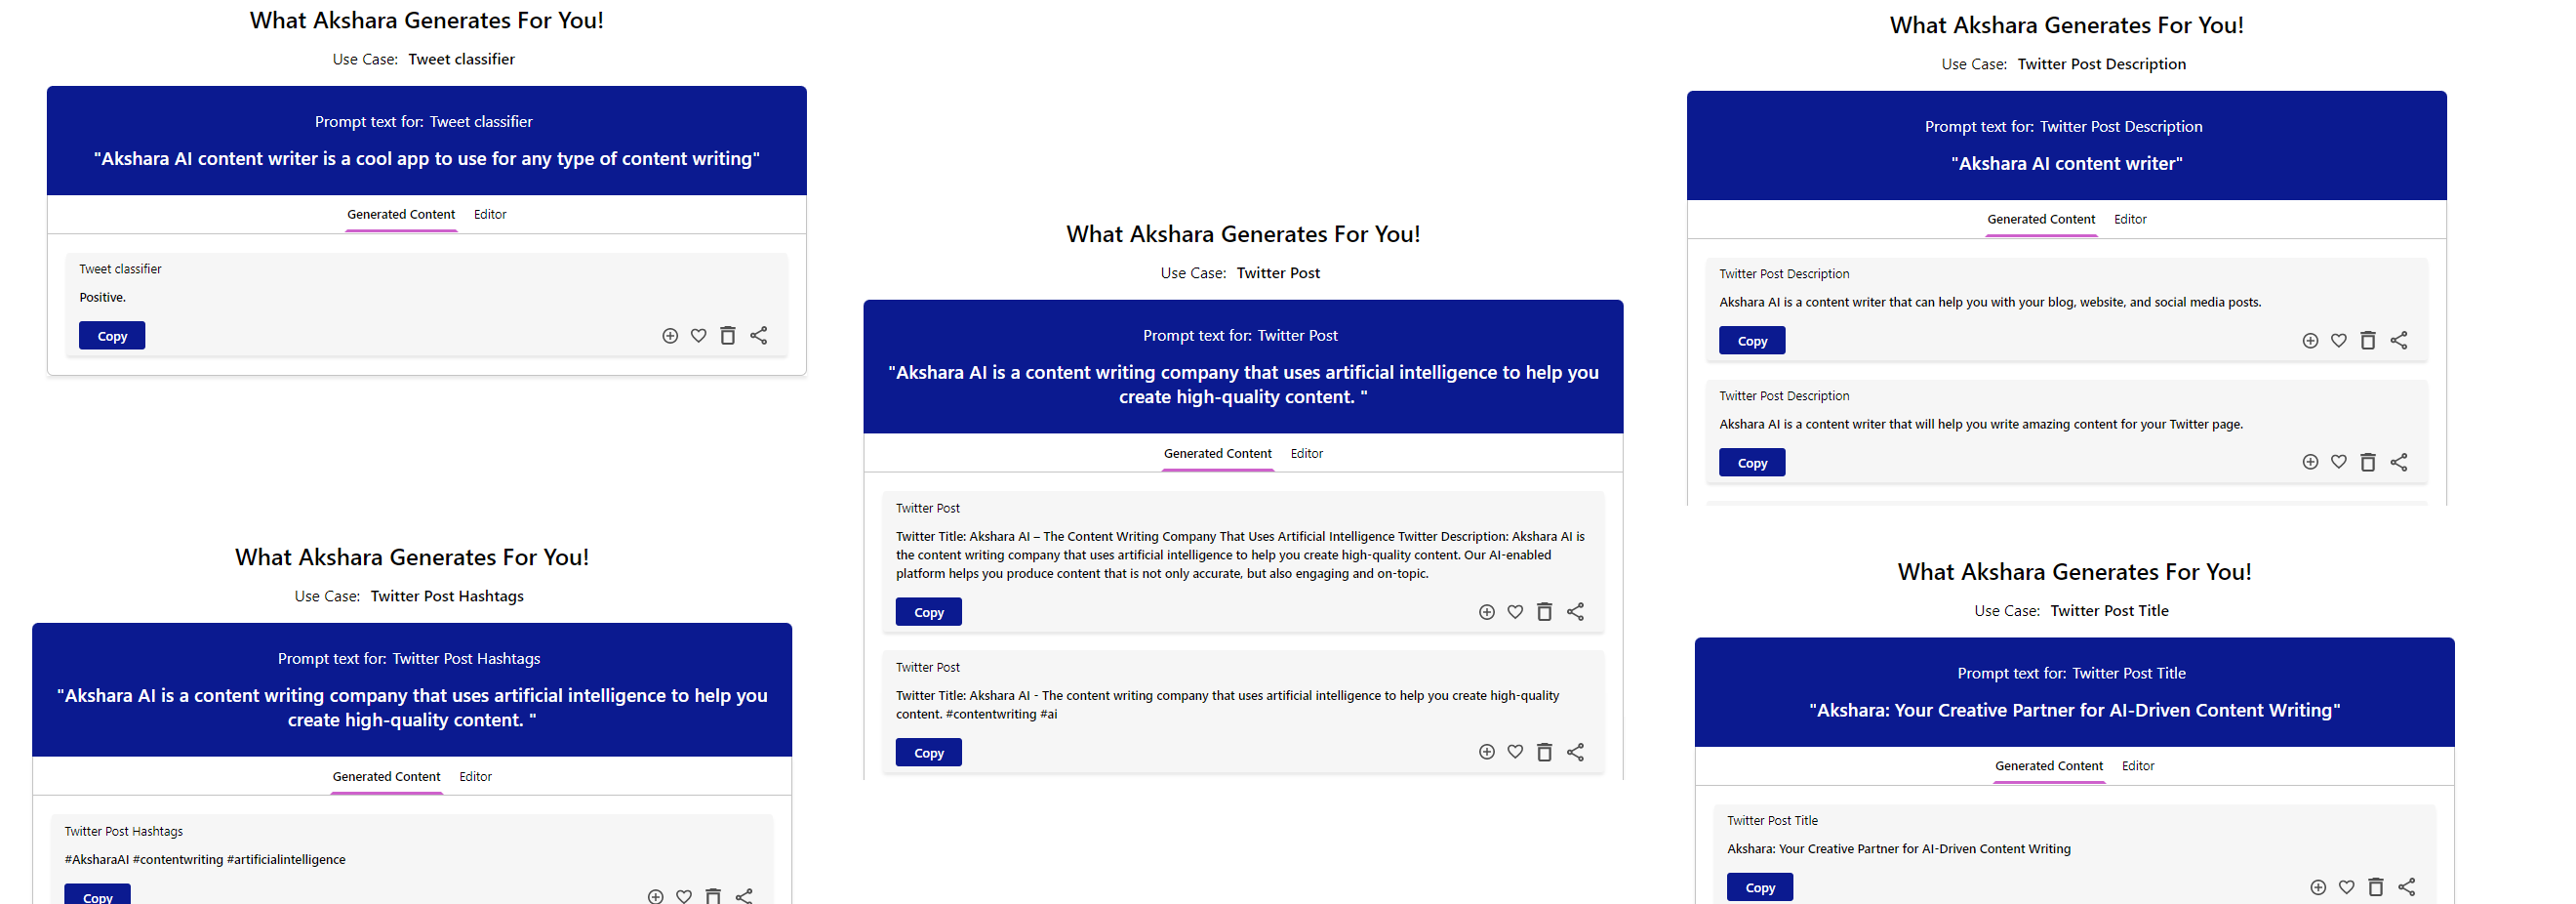 What Akshara Generates For You!
Use Case: Tweet classifier
Prompt text for: Tweet classifier
"Akshara AI content writer is a cool app to use for any type of content writing"
Generated Content Editor
Tweet classifier
Positive.
Copy
What Akshara Generates For You!
Use Case: Twitter Post Hashtags
Prompt text for: Twitter Post Hashtags
"Akshara AI is a content writing company that uses artificial intelligence to help you
create high-quality content. "
Generated Content Editor
Twitter Post Hashtags
#AksharaAI #contentwriting #artificialintelligence
Copy
What Akshara Generates For You!
Use Case: Twitter Post
Prompt text for: Twitter Post
"Akshara AI is a content writing company that uses artificial intelligence to help you
create high-quality content. "
Generated Content Editor
Twitter Post
Twitter Title: Akshara AI – The Content Writing Company That Uses Artificial Intelligence Twitter Description: Akshara AI is
the content writing company that uses artificial intelligence to help you create high-quality content. Our AI-enabled
platform helps you produce content that is not only accurate, but also engaging and on-topic.
Copy
Twitter Post
Twitter Title: Akshara AI - The content writing company that uses artificial intelligence to help you create high-quality
content. #contentwriting #ai
Copy
What Akshara Generates For You!
Use Case: Twitter Post Description
Prompt text for: Twitter Post Description
"Akshara AI content writer"
Generated Content Editor
Twitter Post Description
Akshara AI is a content writer that can help you with your blog, website, and social media posts.
Copy
Twitter Post Description
Akshara AI is a content writer that will help you write amazing content for your Twitter page.
Copy
What Akshara Generates For You!
Use Case: Twitter Post Title
Prompt text for: Twitter Post Title
"Akshara: Your Creative Partner for AI-Driven Content Writing"
Generated Content Editor
Twitter Post Title
Akshara: Your Creative Partner for AI-Driven Content Writing
Copy